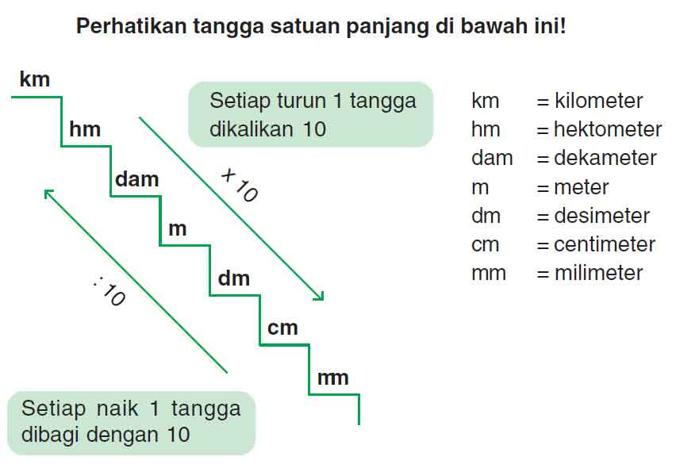 Perhatikan tangga satuan panjang di bawah ini!
km
hm
dam
m
dm
cm
mm
Setiap turun 1 tangga
dikalikan 10
x 10
: 10
Setiap naik 1 tangga
dibagi dengan 10
km = kilometer
hm = hektometer
dam = dekameter
m = meter
dm = desimeter
cm = centimeter
mm = milimeter